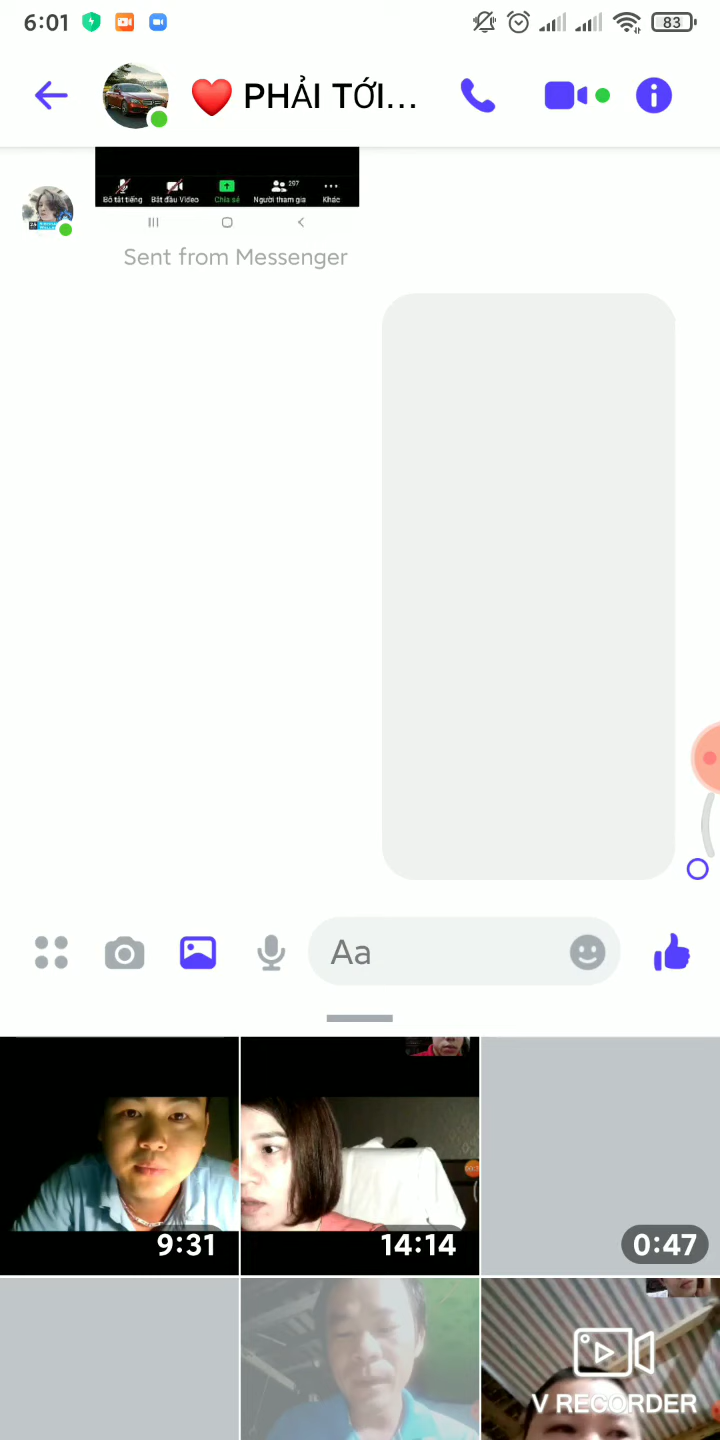 6:01
83
PHẢI TỚI...
297
Bỏ tắt tiếng Bắt đầu Video Chia sẻ Người tham gia Khác
Sent from Messenger
Aa
9:31
14:14
0:47
V RECORDER